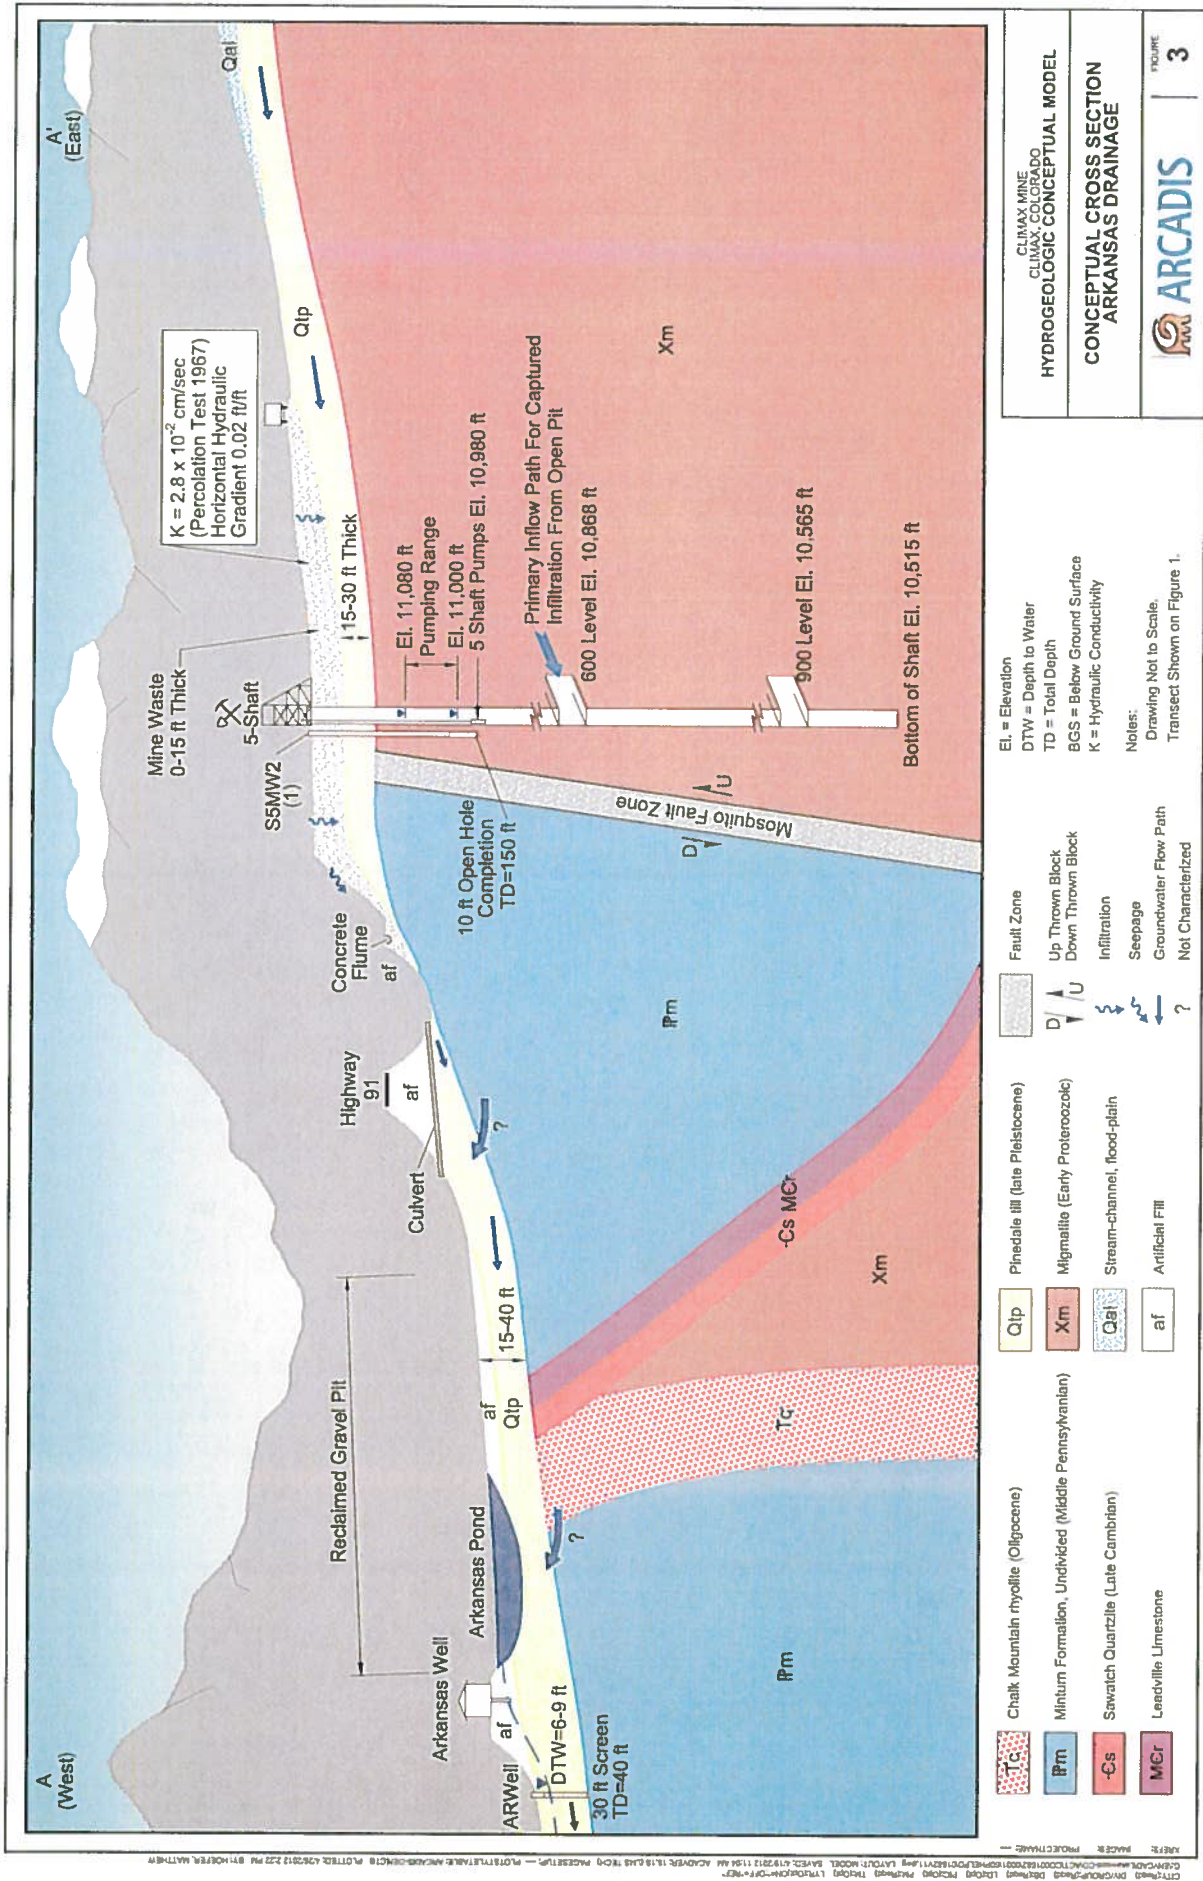 A
(West)
A'
(East)
Qal
K = 2.8 x 10⁻² cm/sec
(Percolation Test 1967)
Horizontal Hydraulic
Gradient 0.02 ft/ft
Qtp
Mine Waste
0-15 ft Thick
5-Shaft
S5MW2
(1)
15-30 ft Thick
El. 11,080 ft
Pumping Range
El. 11,000 ft
5 Shaft Pumps El. 10,980 ft
Primary Inflow Path For Captured
Infiltration From Open Pit
600 Level El. 10,868 ft
900 Level El. 10,565 ft
Bottom of Shaft El. 10,515 ft
Xm
10 ft Open Hole
Completion
TD=150 ft
Mosquito Fault Zone
D
U
Concrete
Flume
af
Highway
91
af
Culvert
?
IPm
-Cs MЄr
Xm
Reclaimed Gravel Pit
15-40 ft
af
Qtp
Tc
Arkansas Pond
?
Arkansas Well
af
ARWell
DTW=6-9 ft
30 ft Screen
TD=40 ft
IPm
Tc Chalk Mountain rhyolite (Oligocene)
IPm Minturn Formation, Undivided (Middle Pennsylvanian)
-Cs Sawatch Quartzite (Late Cambrian)
MЄr Leadville Limestone
Qtp Pinedale till (late Pleistocene)
Xm Migmatite (Early Proterozoic)
Qal Stream-channel, flood-plain
af Artificial Fill
Fault Zone
D U Up Thrown Block
Down Thrown Block
Infiltration
Seepage
Groundwater Flow Path
? Not Characterized
El. = Elevation
DTW = Depth to Water
TD = Total Depth
BGS = Below Ground Surface
K = Hydraulic Conductivity
Notes:
Drawing Not to Scale.
Transect Shown on Figure 1.
CLIMAX MINE
CLIMAX, COLORADO
HYDROGEOLOGIC CONCEPTUAL MODEL
CONCEPTUAL CROSS SECTION
ARKANSAS DRAINAGE
ARCADIS
FIGURE
3